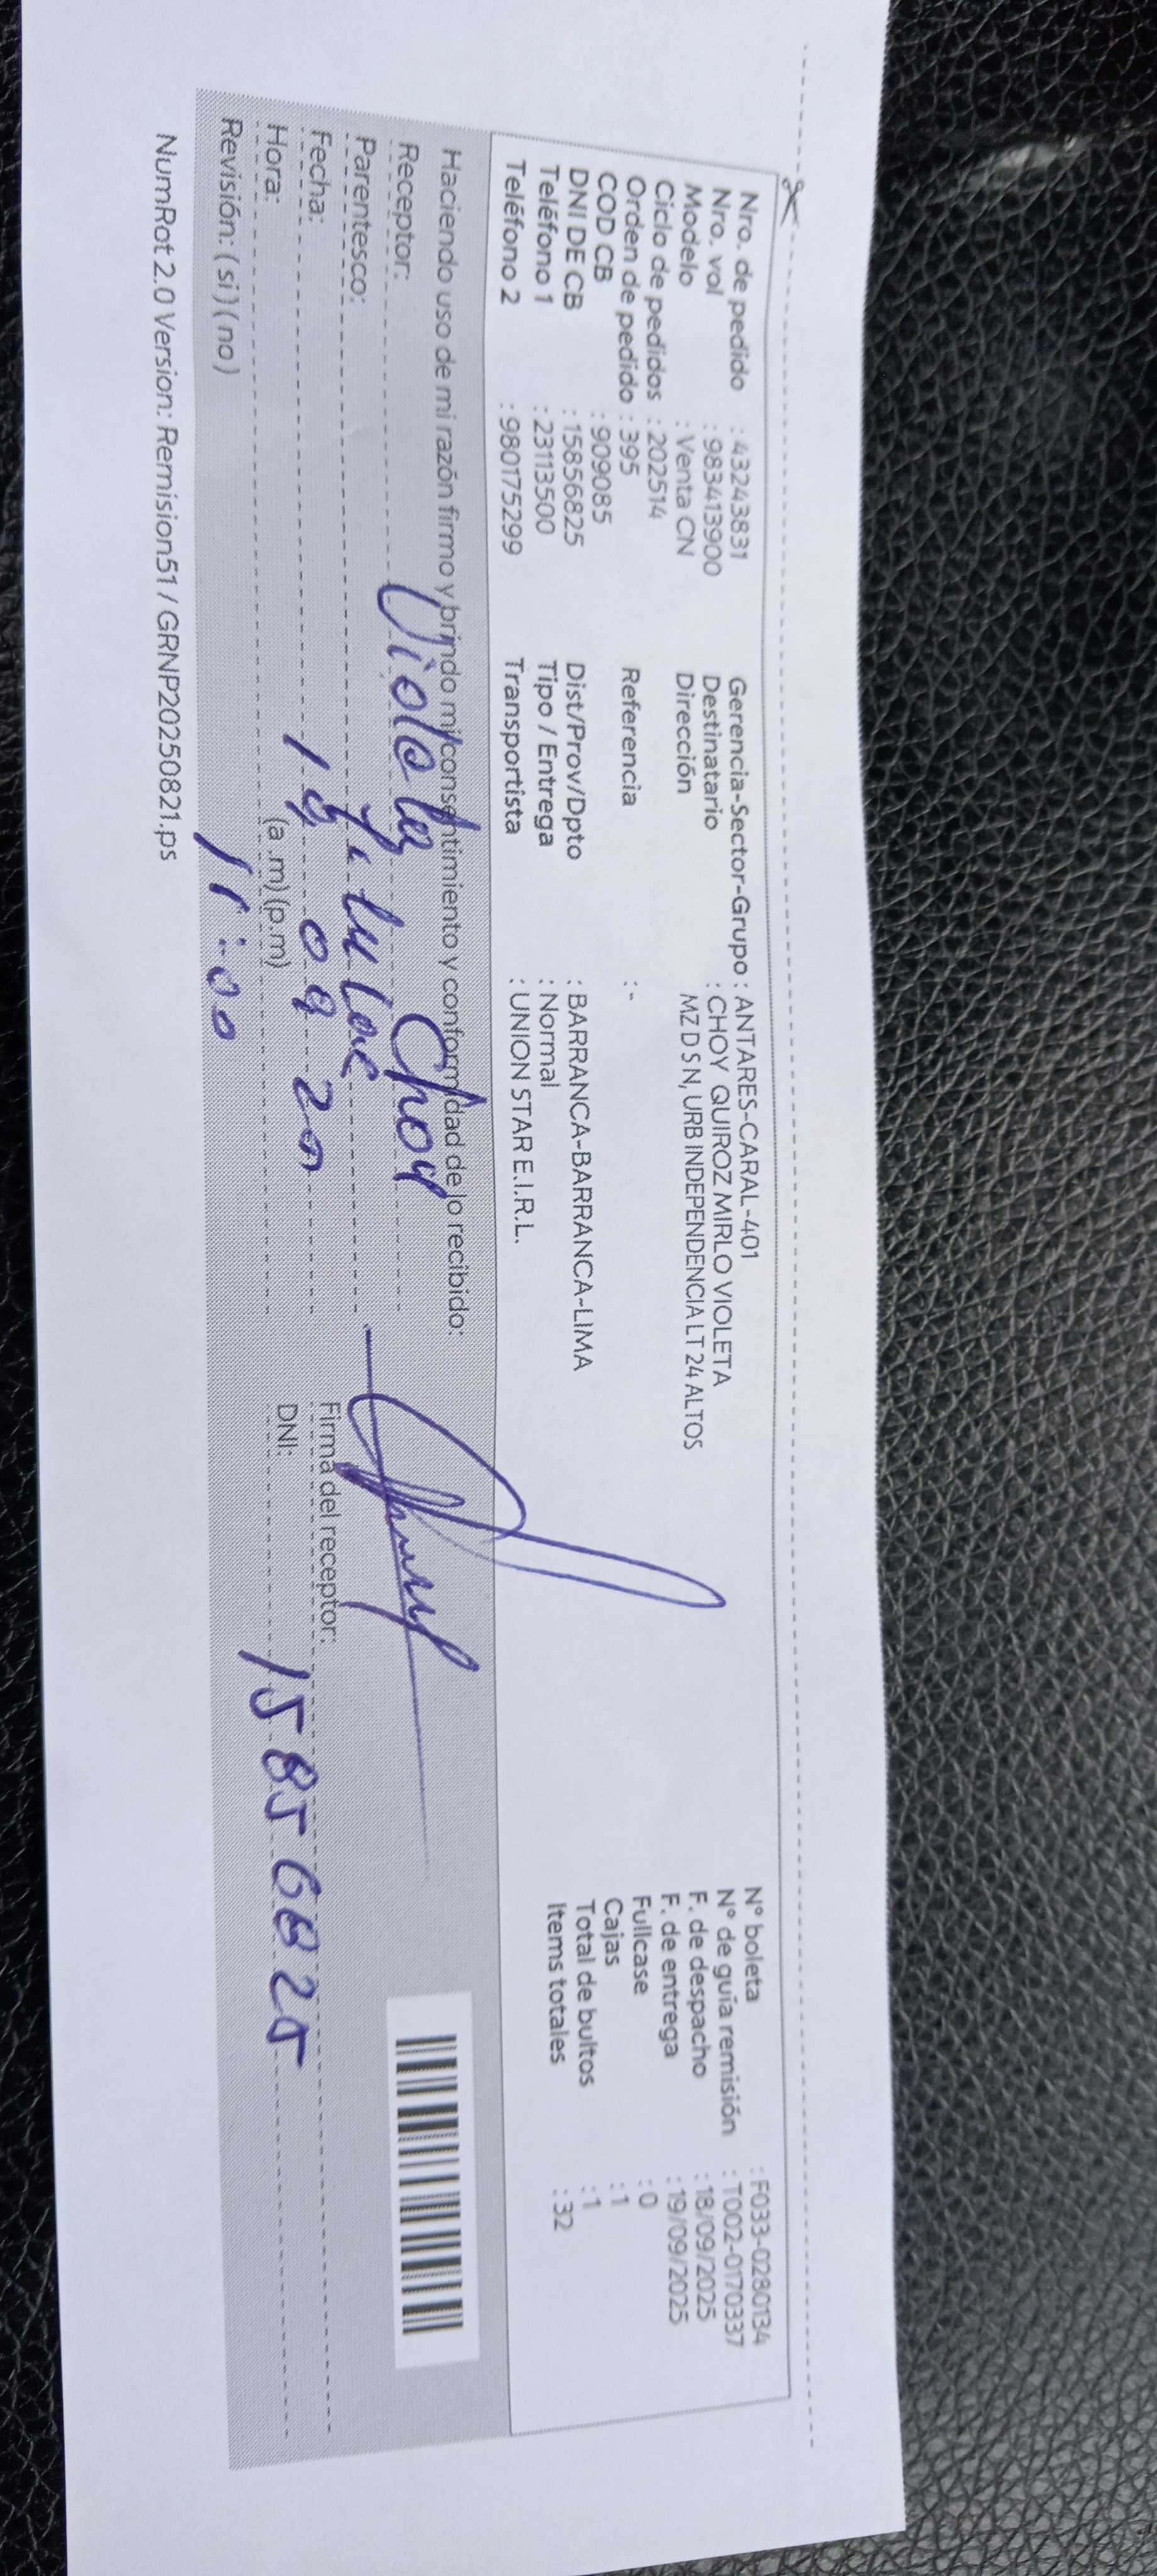 Nro. de pedido : 43243831
Nro. vol : 983413900
Modelo : Venta CN
Ciclo de pedidos : 202514
Orden de pedido : 395
COD CB : 909085
DNI DE CB : 15856825
Teléfono 1 : 23113500
Teléfono 2 : 980175299
Gerencia-Sector-Grupo : ANTARES-CARAL-401
Destinatario : CHOY QUIROZ MIRLO VIOLETA
Dirección MZ D S N, URB INDEPENDENCIA LT 24 ALTOS
Referencia : -
Dist/Prov/Dpto : BARRANCA-BARRANCA-LIMA
Tipo / Entrega : Normal
Transportista : UNION STAR E.I.R.L.
N° boleta : F033-0280134
N° de guía remisión : T002-0170337
F. de despacho : 18/09/2025
F. de entrega : 19/09/2025
Fullcase : 0
Cajas : 1
Total de bultos : 1
Items totales : 32
Haciendo uso de mi razón firmo y brindo mi consentimiento y conformidad de lo recibido:
Receptor: Violeta Choy
Parentesco: Titular
Fecha: 19 09 25
Hora: (a.m) (p.m) 11:00
Revisión: ( si ) ( no )
Firma del receptor:
DNI: 15856825
NumRot 2.0 Version: Remision51 / GRNP20250821.ps